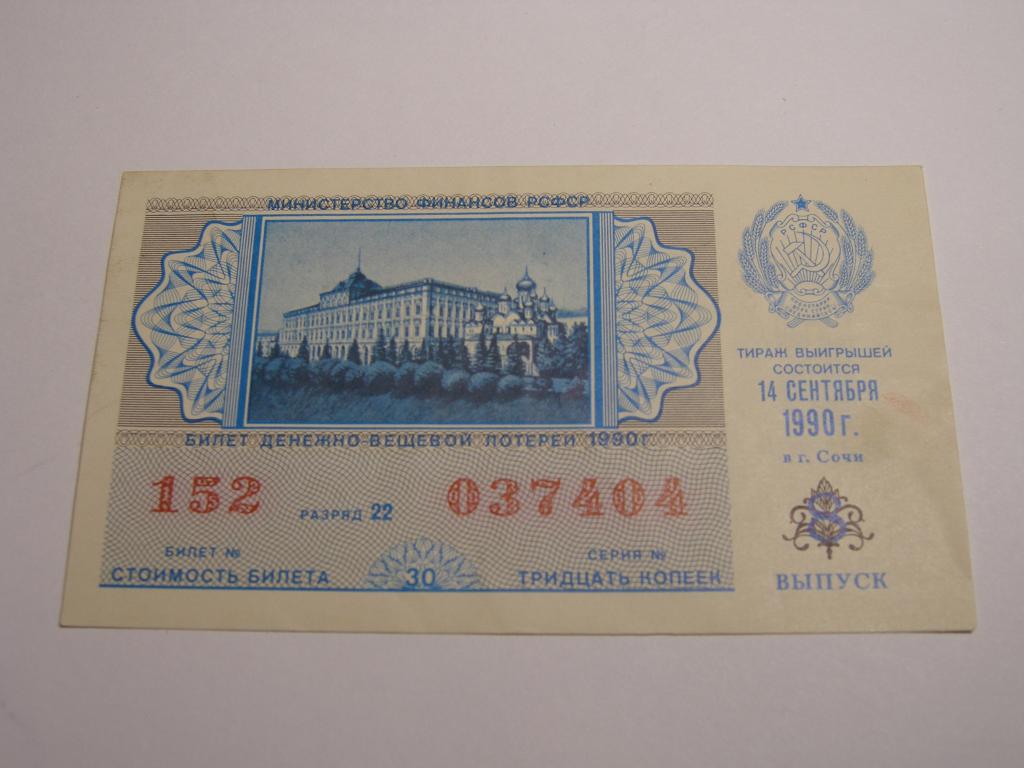 МИНИСТЕРСТВО ФИНАНСОВ РСФСР
БИЛЕТ ДЕНЕЖНО-ВЕЩЕВОЙ ЛОТЕРЕИ 1990 г.
152 РАЗРЯД 22 037404
БИЛЕТ № СЕРИЯ №
СТОИМОСТЬ БИЛЕТА 30 ТРИДЦАТЬ КОПЕЕК
РСФСР
ТИРАЖ ВЫИГРЫШЕЙ
СОСТОИТСЯ
14 СЕНТЯБРЯ
1990 г.
в г. Сочи
8
ВЫПУСК